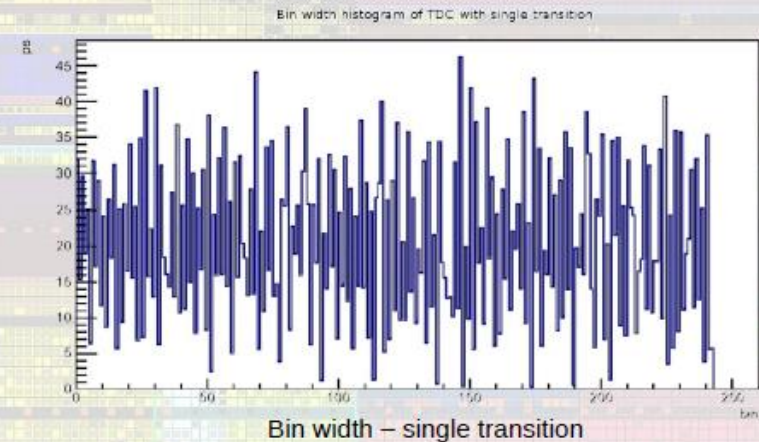 Bin width histogram of TDC with single transition
ps
45
40
35
30
25
20
15
10
5
0
0 50 100 150 200 250
bin
Bin width – single transition